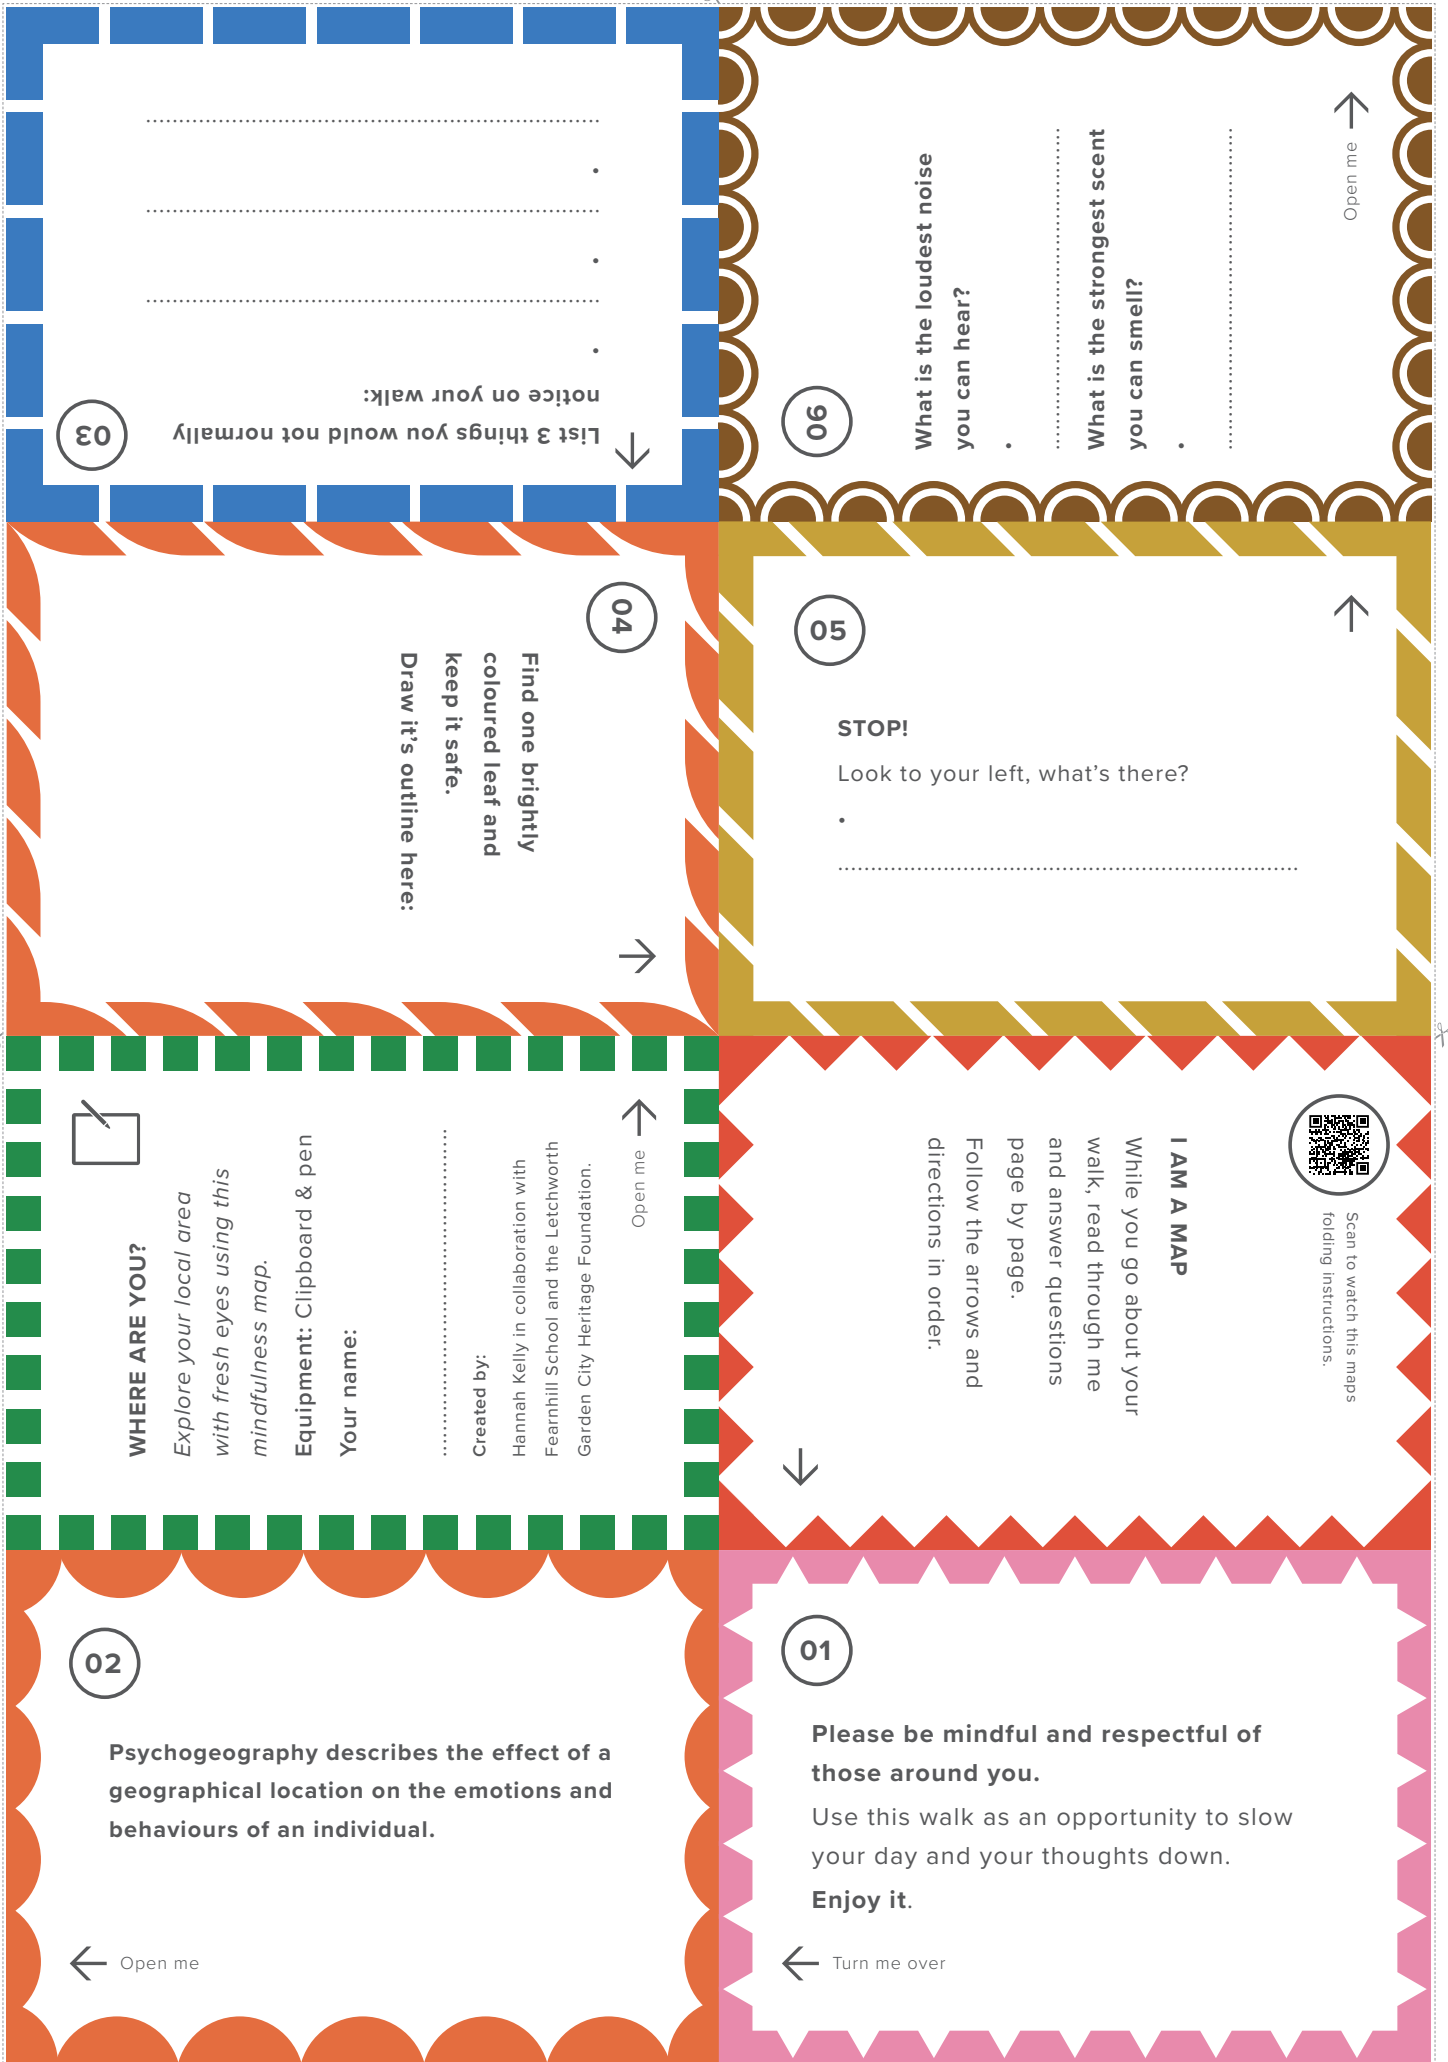 List 3 things you would not normally
notice on your walk:
•
•
•
03
What is the loudest noise
you can hear?
•
What is the strongest scent
you can smell?
•
06
Open me
04
Find one brightly
coloured leaf and
keep it safe.
Draw it’s outline here:
05
STOP!
Look to your left, what’s there?
•
WHERE ARE YOU?
Explore your local area
with fresh eyes using this
mindfulness map.
Equipment: Clipboard & pen
Your name:
Created by:
Hannah Kelly in collaboration with
Fearnhill School and the Letchworth
Garden City Heritage Foundation.
Open me
Scan to watch this maps
folding instructions.
I AM A MAP
While you go about your
walk, read through me
and answer questions
page by page.
Follow the arrows and
directions in order.
02
Psychogeography describes the effect of a
geographical location on the emotions and
behaviours of an individual.
Open me
01
Please be mindful and respectful of
those around you.
Use this walk as an opportunity to slow
your day and your thoughts down.
Enjoy it.
Turn me over